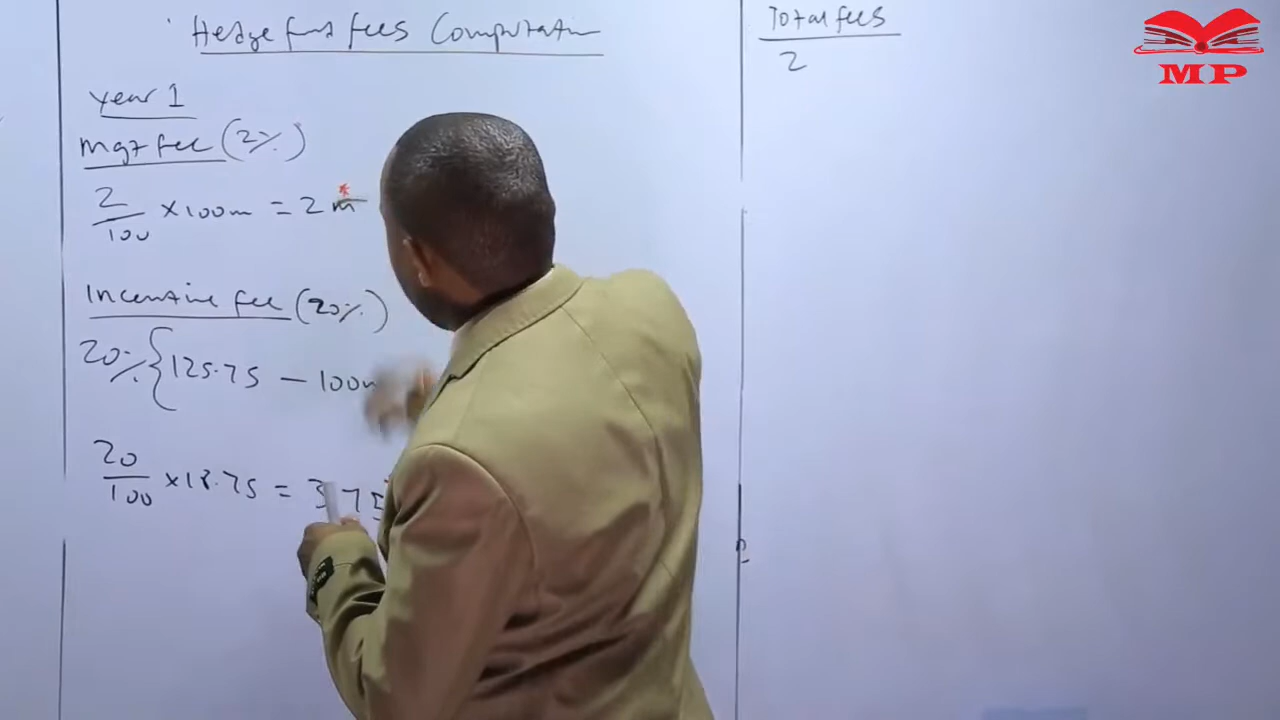 Hedge fund fees Computation
Year 1
Mgt fee (2%)
2/100 × 100m = 2m*
Incentive fee (20%)
20% { 125.75 – 100m
20/100 × 18.75 = 3.75
Total fees
2
MP